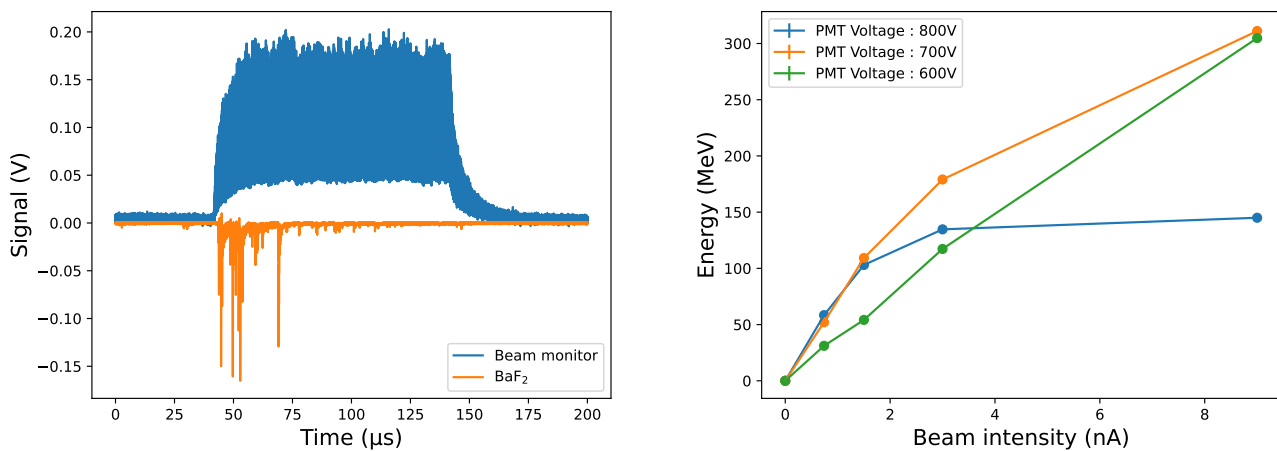 0.20
0.15
0.10
0.05
0.00
−0.05
−0.10
−0.15
Signal (V)
0 25 50 75 100 125 150 175 200
Time (μs)
Beam monitor
BaF₂
300
250
200
150
100
50
0
Energy (MeV)
0 2 4 6 8
Beam intensity (nA)
PMT Voltage : 800V
PMT Voltage : 700V
PMT Voltage : 600V